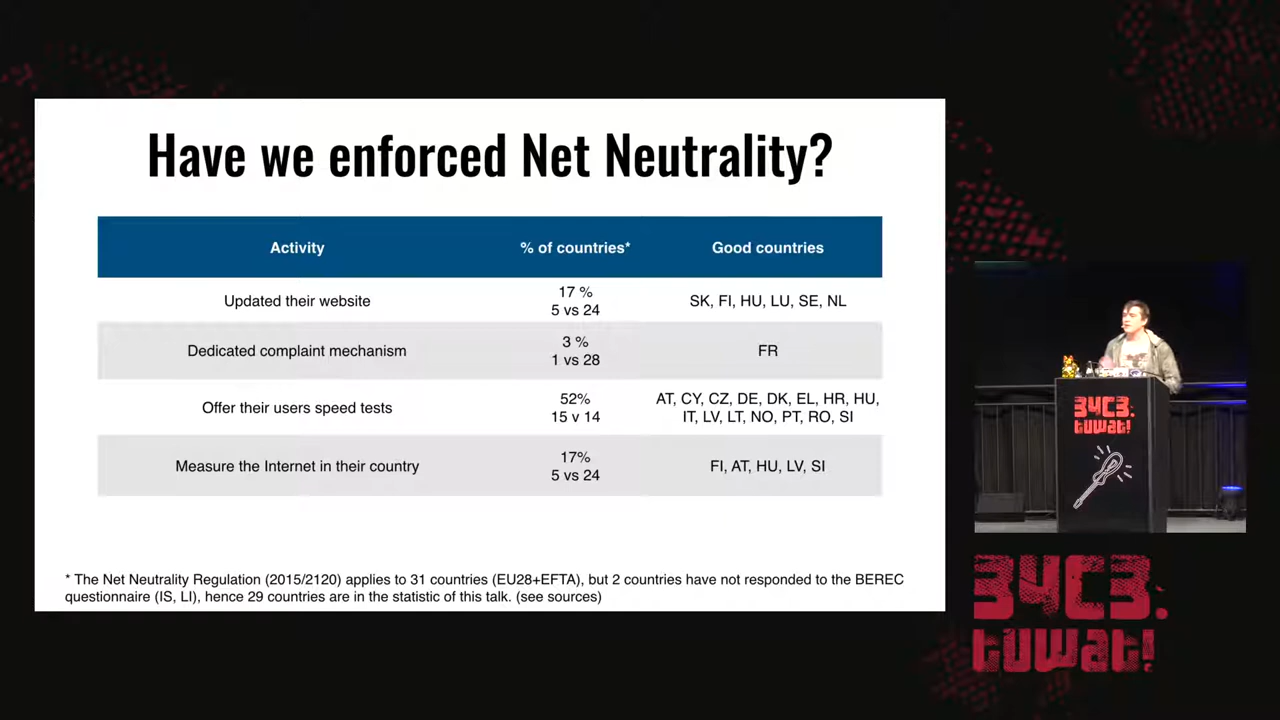 Have we enforced Net Neutrality?
Activity % of countries* Good countries
Updated their website 17 % 5 vs 24 SK, FI, HU, LU, SE, NL
Dedicated complaint mechanism 3 % 1 vs 28 FR
Offer their users speed tests 52% 15 v 14 AT, CY, CZ, DE, DK, EL, HR, HU,
IT, LV, LT, NO, PT, RO, SI
Measure the Internet in their country 17% 5 vs 24 FI, AT, HU, LV, SI
* The Net Neutrality Regulation (2015/2120) applies to 31 countries (EU28+EFTA), but 2 countries have not responded to the BEREC
questionnaire (IS, LI), hence 29 countries are in the statistic of this talk. (see sources)
34C3.
tuwat!
34C3.
tuwat!